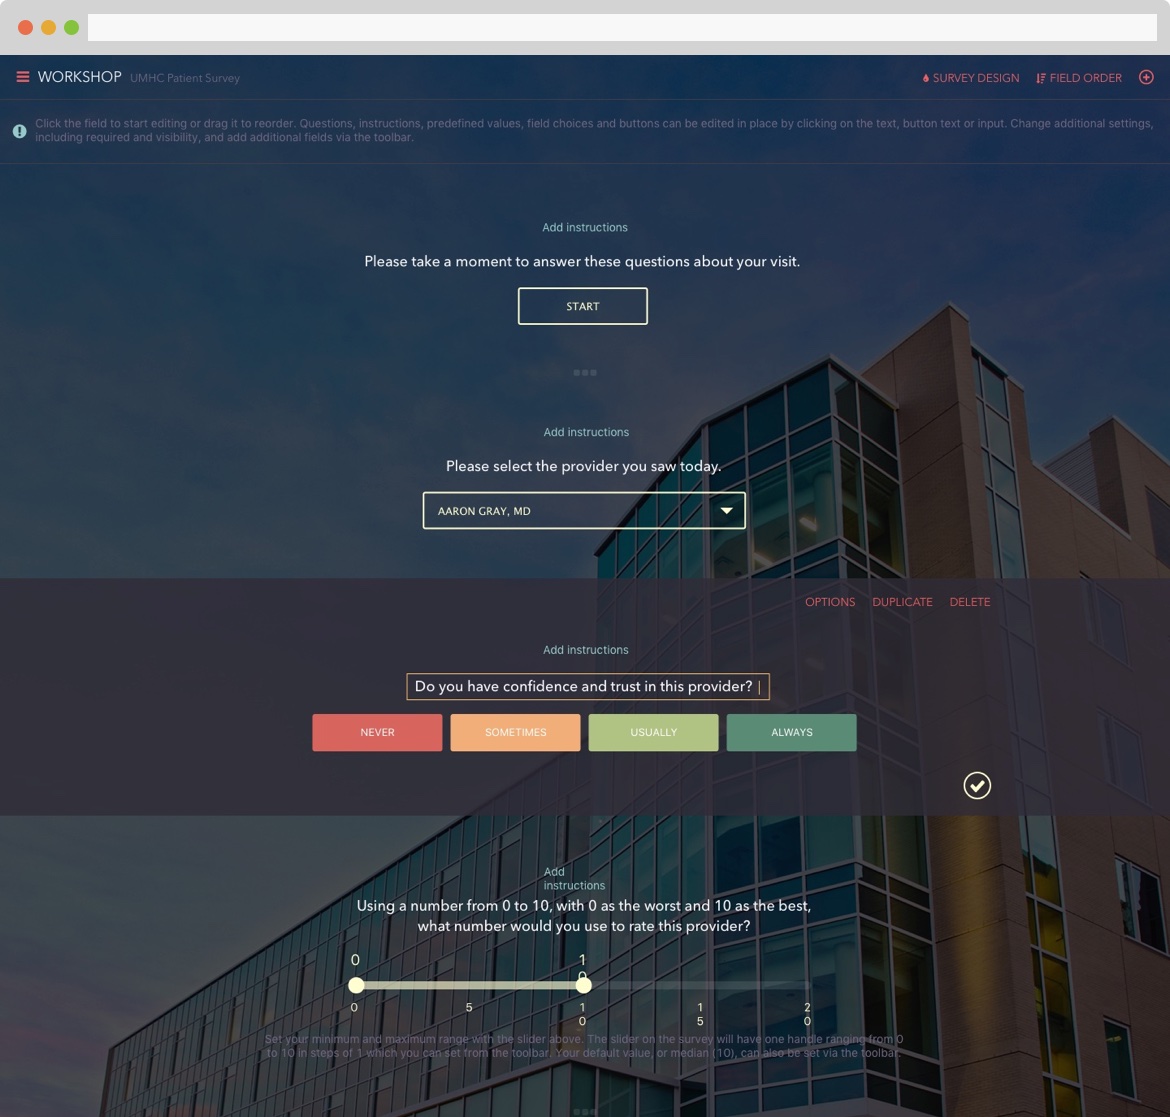 WORKSHOP UMHC Patient Survey SURVEY DESIGN FIELD ORDER
Click the field to start editing or drag it to reorder. Questions, instructions, predefined values, field choices and buttons can be edited in place by clicking on the text, button text or input. Change additional settings,
including required and visibility, and add additional fields via the toolbar.
Add instructions
Please take a moment to answer these questions about your visit.
START
Add instructions
Please select the provider you saw today.
AARON GRAY, MD
OPTIONS DUPLICATE DELETE
Add instructions
Do you have confidence and trust in this provider?
NEVER SOMETIMES USUALLY ALWAYS
Add
instructions
Using a number from 0 to 10, with 0 as the worst and 10 as the best,
what number would you use to rate this provider?
0 1
0
0 5 1 1 2
0 5 0
Set your minimum and maximum range with the slider above. The slider on the survey will have one handle ranging from 0
to 10 in steps of 1 which you can set from the toolbar. Your default value, or median (10), can also be set via the toolbar.